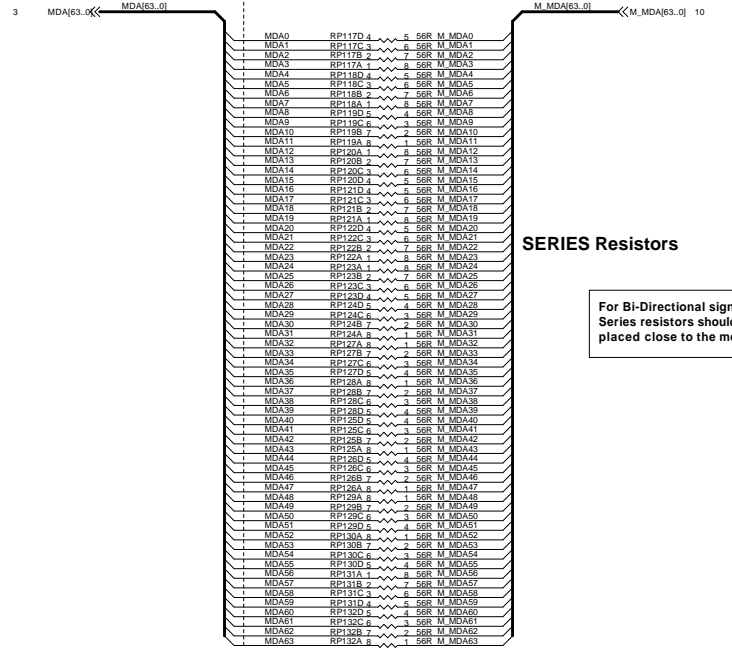 3 MDA[63..0] MDA[63..0] M_MDA[63..0] M_MDA[63..0] 10
MDA0 RP117D 4 5 56R M_MDA0
MDA1 RP117C 3 6 56R M_MDA1
MDA2 RP117B 2 7 56R M_MDA2
MDA3 RP117A 1 8 56R M_MDA3
MDA4 RP118D 4 5 56R M_MDA4
MDA5 RP118C 3 6 56R M_MDA5
MDA6 RP118B 2 7 56R M_MDA6
MDA7 RP118A 1 8 56R M_MDA7
MDA8 RP119D 5 4 56R M_MDA8
MDA9 RP119C 6 3 56R M_MDA9
MDA10 RP119B 7 2 56R M_MDA10
MDA11 RP119A 8 1 56R M_MDA11
MDA12 RP120A 1 8 56R M_MDA12
MDA13 RP120B 2 7 56R M_MDA13
MDA14 RP120C 3 6 56R M_MDA14
MDA15 RP120D 4 5 56R M_MDA15
MDA16 RP121D 4 5 56R M_MDA16
MDA17 RP121C 3 6 56R M_MDA17
MDA18 RP121B 2 7 56R M_MDA18
MDA19 RP121A 1 8 56R M_MDA19
MDA20 RP122D 4 5 56R M_MDA20
MDA21 RP122C 3 6 56R M_MDA21
MDA22 RP122B 2 7 56R M_MDA22
MDA23 RP122A 1 8 56R M_MDA23
MDA24 RP123A 1 8 56R M_MDA24
MDA25 RP123B 2 7 56R M_MDA25
MDA26 RP123C 3 6 56R M_MDA26
MDA27 RP123D 4 5 56R M_MDA27
MDA28 RP124D 5 4 56R M_MDA28
MDA29 RP124C 6 3 56R M_MDA29
MDA30 RP124B 7 2 56R M_MDA30
MDA31 RP124A 8 1 56R M_MDA31
MDA32 RP127A 8 1 56R M_MDA32
MDA33 RP127B 7 2 56R M_MDA33
MDA34 RP127C 6 3 56R M_MDA34
MDA35 RP127D 5 4 56R M_MDA35
MDA36 RP128A 8 1 56R M_MDA36
MDA37 RP128B 7 2 56R M_MDA37
MDA38 RP128C 6 3 56R M_MDA38
MDA39 RP128D 5 4 56R M_MDA39
MDA40 RP125D 5 4 56R M_MDA40
MDA41 RP125C 6 3 56R M_MDA41
MDA42 RP125B 7 2 56R M_MDA42
MDA43 RP125A 8 1 56R M_MDA43
MDA44 RP126D 5 4 56R M_MDA44
MDA45 RP126C 6 3 56R M_MDA45
MDA46 RP126B 7 2 56R M_MDA46
MDA47 RP126A 8 1 56R M_MDA47
MDA48 RP129A 8 1 56R M_MDA48
MDA49 RP129B 7 2 56R M_MDA49
MDA50 RP129C 6 3 56R M_MDA50
MDA51 RP129D 5 4 56R M_MDA51
MDA52 RP130A 8 1 56R M_MDA52
MDA53 RP130B 7 2 56R M_MDA53
MDA54 RP130C 6 3 56R M_MDA54
MDA55 RP130D 5 4 56R M_MDA55
MDA56 RP131A 1 8 56R M_MDA56
MDA57 RP131B 2 7 56R M_MDA57
MDA58 RP131C 3 6 56R M_MDA58
MDA59 RP131D 4 5 56R M_MDA59
MDA60 RP132D 5 4 56R M_MDA60
MDA61 RP132C 6 3 56R M_MDA61
MDA62 RP132B 7 2 56R M_MDA62
MDA63 RP132A 8 1 56R M_MDA63
SERIES Resistors
For Bi-Directional
Series resistors
placed close to the